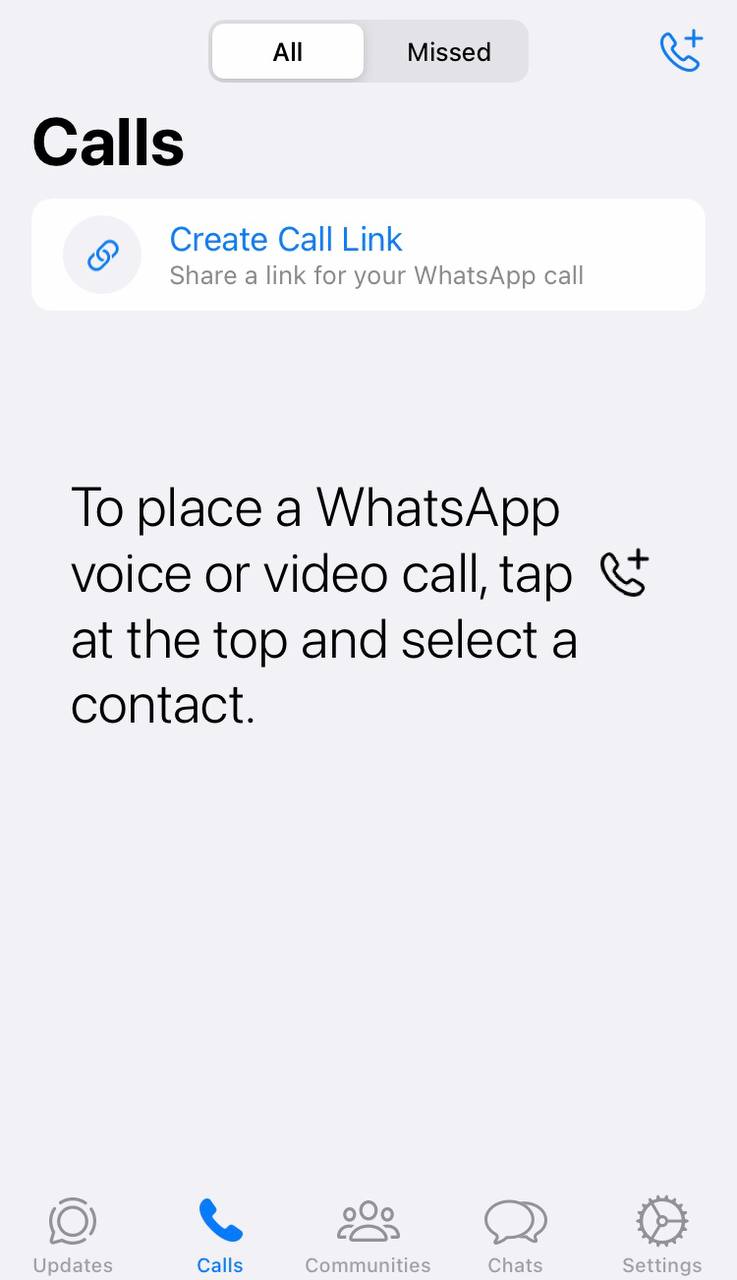 All
Missed
Calls
Create Call Link
Share a link for your WhatsApp call
To place a WhatsApp
voice or video call, tap
at the top and select a
contact.
Updates
Calls
Communities
Chats
Settings